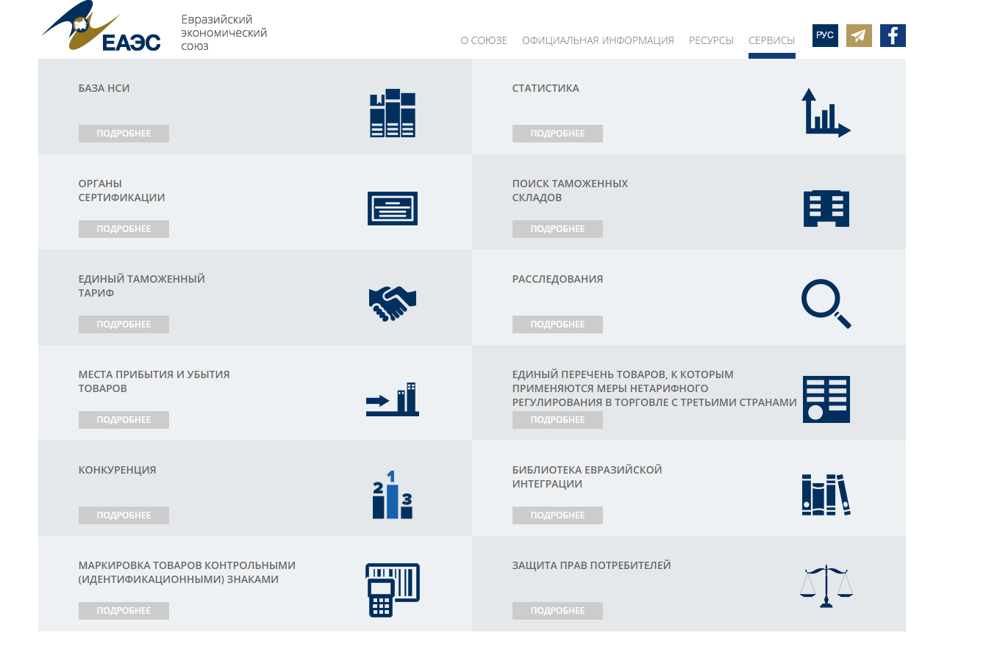 ЕАЭС
Евразийский
экономический
союз
О СОЮЗЕ
ОФИЦИАЛЬНАЯ ИНФОРМАЦИЯ
РЕСУРСЫ
СЕРВИСЫ
РУС
БАЗА НСИ
ПОДРОБНЕЕ
СТАТИСТИКА
ПОДРОБНЕЕ
ОРГАНЫ
СЕРТИФИКАЦИИ
ПОДРОБНЕЕ
ПОИСК ТАМОЖЕННЫХ
СКЛАДОВ
ПОДРОБНЕЕ
ЕДИНЫЙ ТАМОЖЕННЫЙ
ТАРИФ
ПОДРОБНЕЕ
РАССЛЕДОВАНИЯ
ПОДРОБНЕЕ
МЕСТА ПРИБЫТИЯ И УБЫТИЯ
ТОВАРОВ
ПОДРОБНЕЕ
ЕДИНЫЙ ПЕРЕЧЕНЬ ТОВАРОВ, К КОТОРЫМ
ПРИМЕНЯЮТСЯ МЕРЫ НЕТАРИФНОГО
РЕГУЛИРОВАНИЯ В ТОРГОВЛЕ С ТРЕТЬИМИ СТРАНАМИ
ПОДРОБНЕЕ
КОНКУРЕНЦИЯ
ПОДРОБНЕЕ
1
2
3
БИБЛИОТЕКА ЕВРАЗИЙСКОЙ
ИНТЕГРАЦИИ
ПОДРОБНЕЕ
МАРКИРОВКА ТОВАРОВ КОНТРОЛЬНЫМИ
(ИДЕНТИФИКАЦИОННЫМИ) ЗНАКАМИ
ПОДРОБНЕЕ
ЗАЩИТА ПРАВ ПОТРЕБИТЕЛЕЙ
ПОДРОБНЕЕ